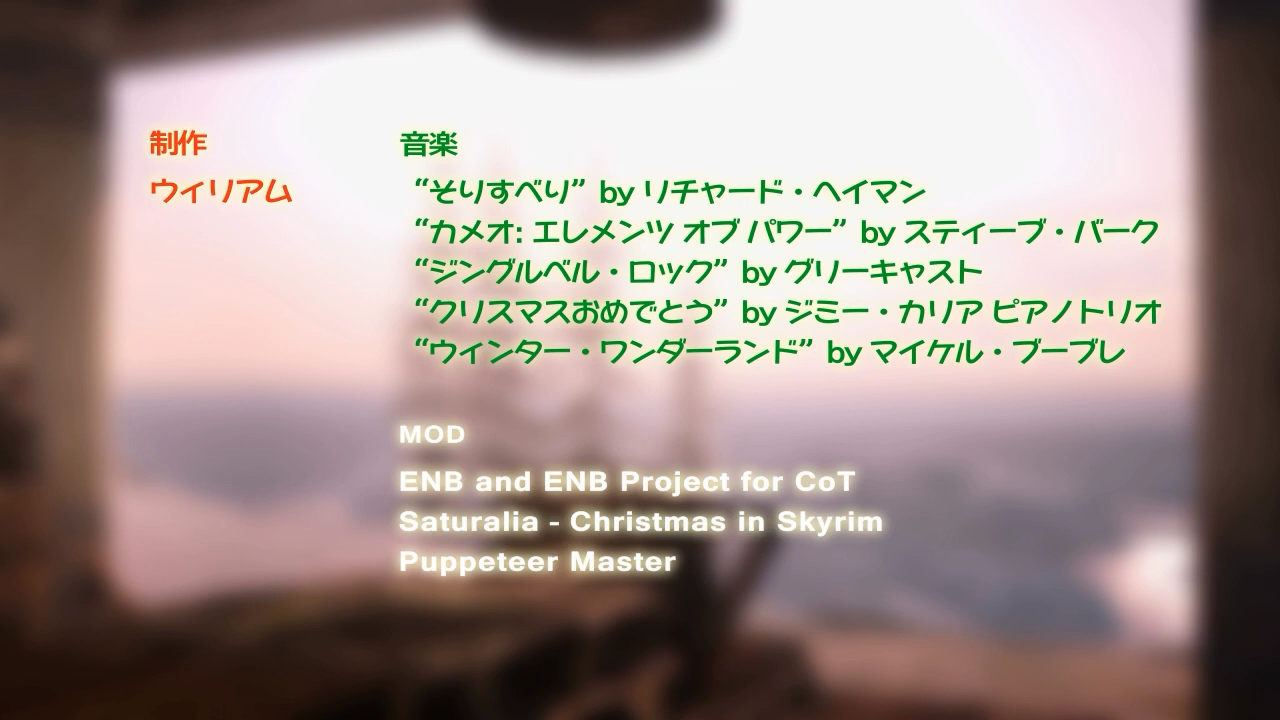 制作
ウィリアム
音楽
“そりすべり” by リチャード・ヘイマン
“カメオ: エレメンツ オブ パワー” by スティーブ・バーク
“ジングルベル・ロック” by グリーキャスト
“クリスマスおめでとう” by ジミー・カリア ピアノトリオ
“ウィンター・ワンダーランド” by マイケル・ブーブレ
MOD
ENB and ENB Project for CoT
Saturalia - Christmas in Skyrim
Puppeteer Master